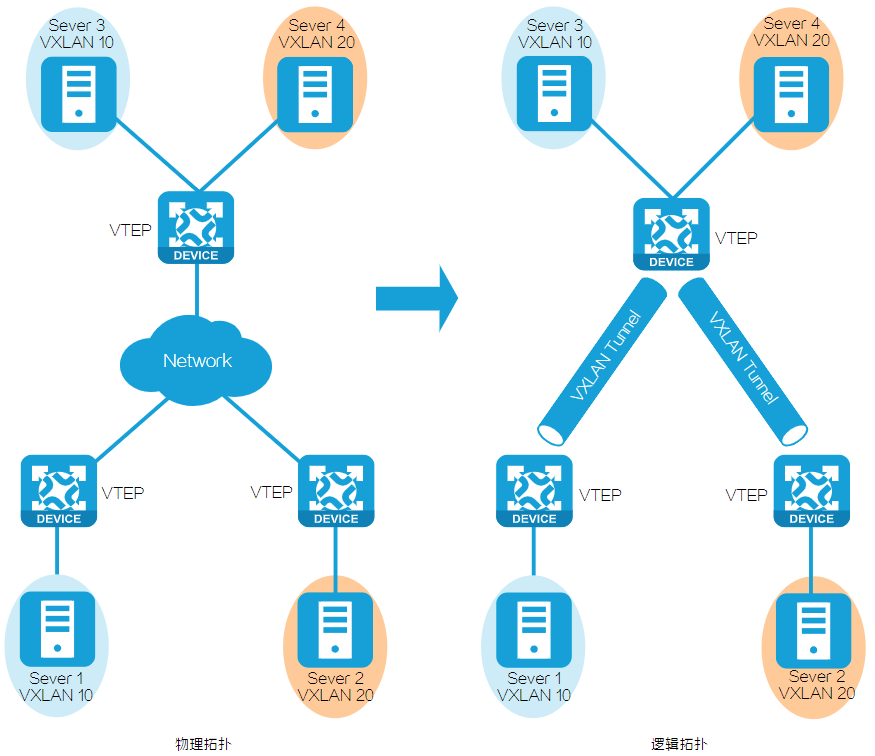 Sever 3
VXLAN 10
Sever 4
VXLAN 20
VTEP
DEVICE
Network
DEVICE
VTEP
VTEP
DEVICE
Sever 1
VXLAN 10
Sever 2
VXLAN 20
物理拓扑
Sever 3
VXLAN 10
Sever 4
VXLAN 20
DEVICE
VTEP
VXLAN Tunnel
VXLAN Tunnel
DEVICE
VTEP
VTEP
DEVICE
Sever 1
VXLAN 10
Sever 2
VXLAN 20
逻辑拓扑